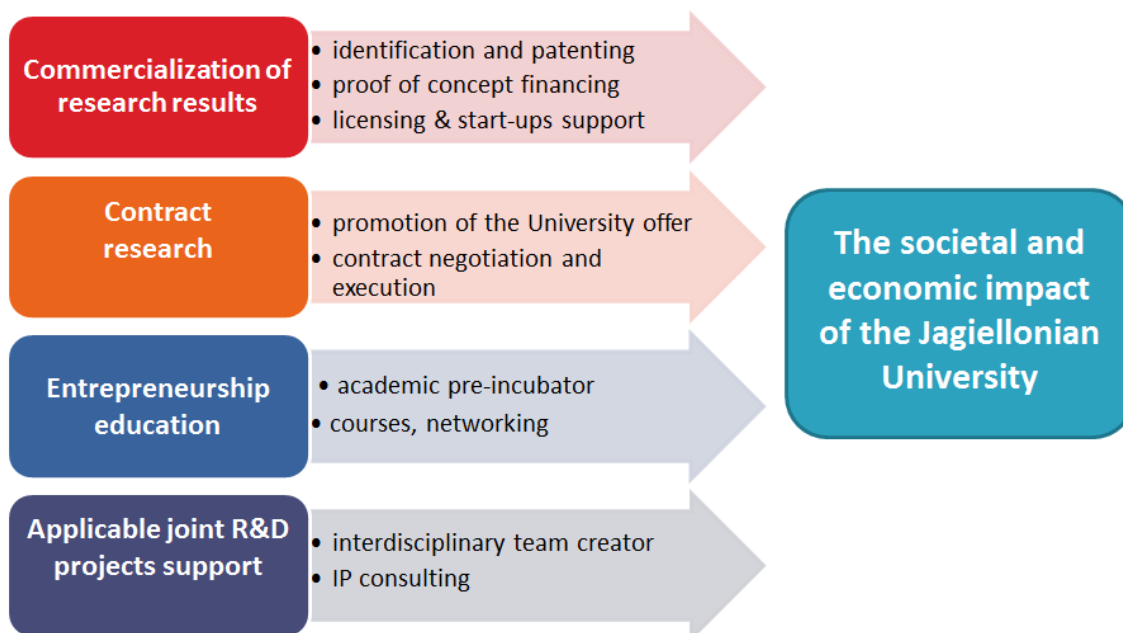 Commercialization of
research results
• identification and patenting
• proof of concept financing
• licensing & start-ups support
Contract
research
• promotion of the University offer
• contract negotiation and
execution
Entrepreneurship
education
• academic pre-incubator
• courses, networking
Applicable joint R&D
projects support
• interdisciplinary team creator
• IP consulting
The societal and
economic impact
of the Jagiellonian
University